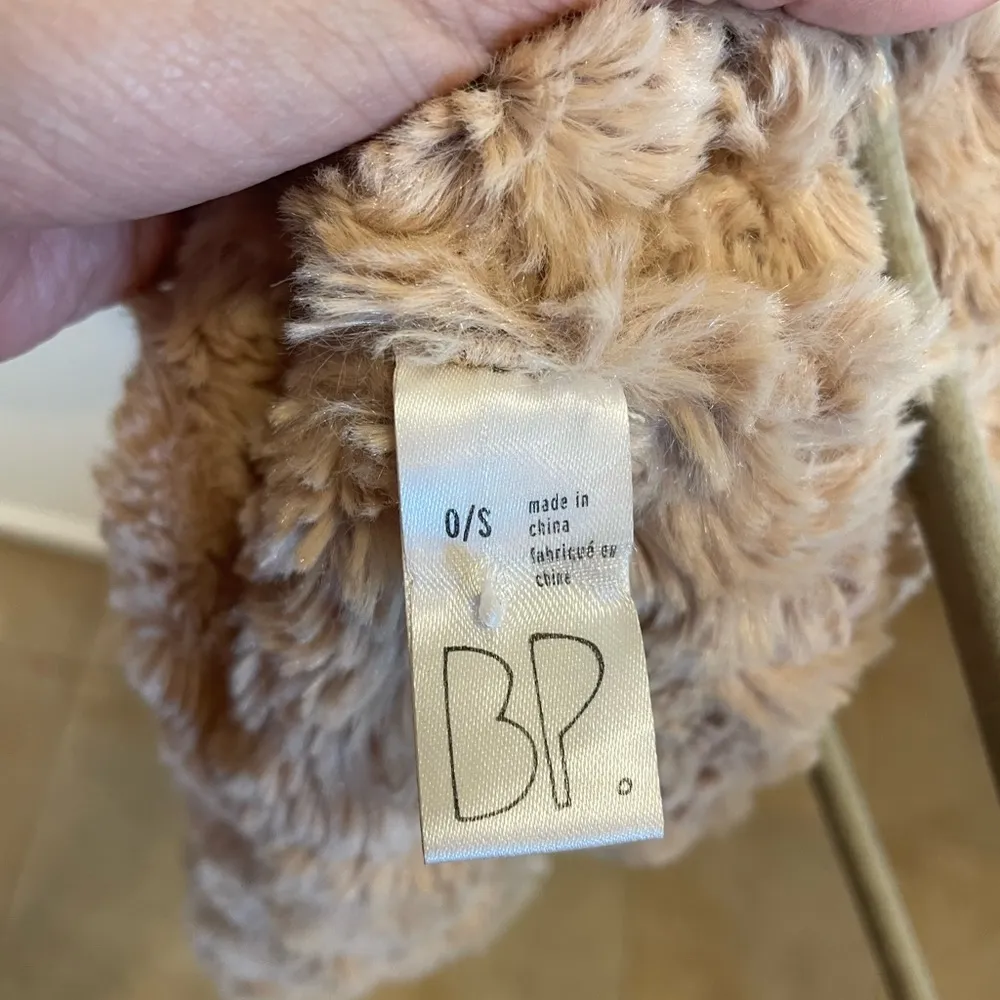 O/S
made in
china
fabriqué en
chine
BP.